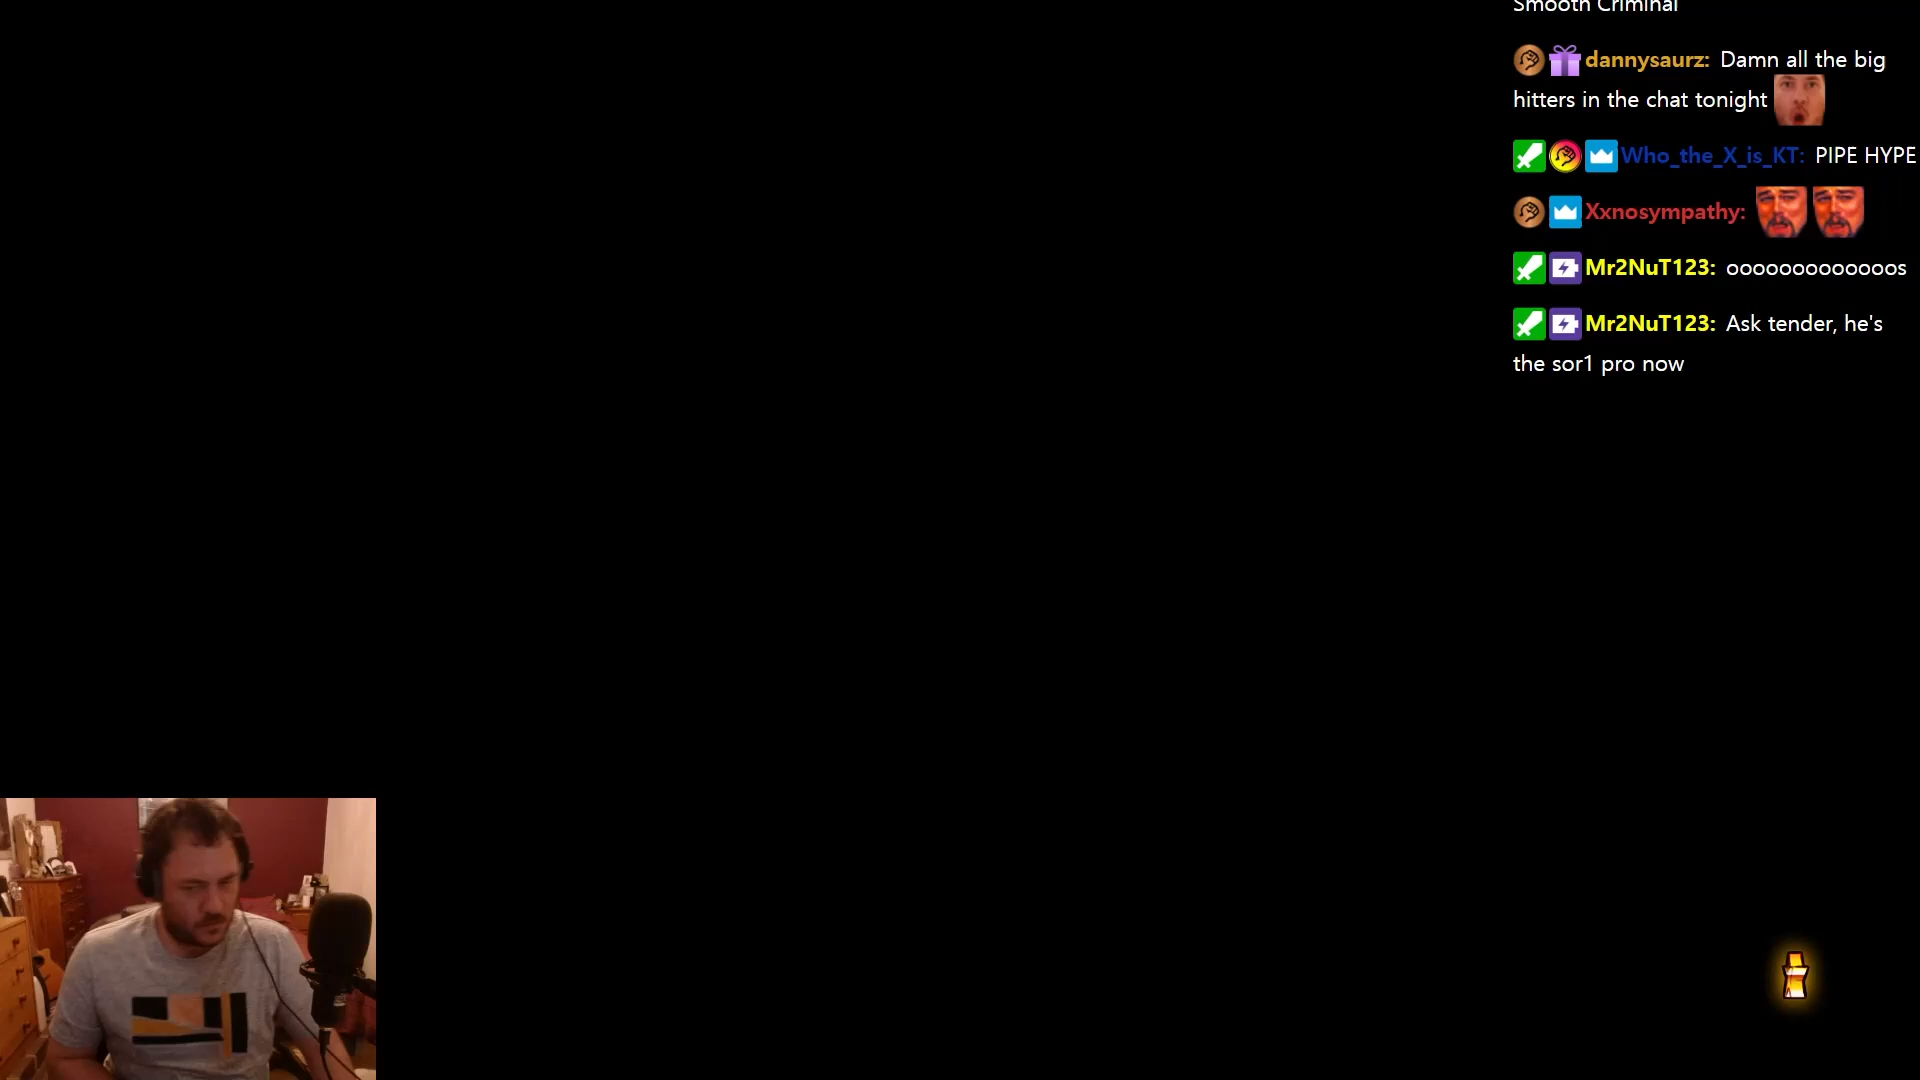 Smooth Criminal
dannysaurz: Damn all the big
hitters in the chat tonight
Who_the_X_is_KT: PIPE HYPE
Xxnosympathy:
Mr2NuT123: oooooooooooooos
Mr2NuT123: Ask tender, he's
the sor1 pro now